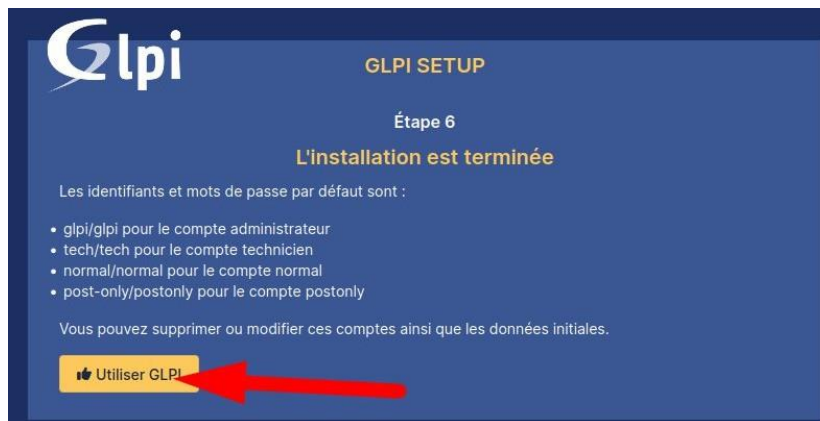 Glpi
GLPI SETUP
Étape 6
L'installation est terminée
Les identifiants et mots de passe par défaut sont :
• glpi/glpi pour le compte administrateur
• tech/tech pour le compte technicien
• normal/normal pour le compte normal
• post-only/postonly pour le compte postonly
Vous pouvez supprimer ou modifier ces comptes ainsi que les données initiales.
Utiliser GLPI